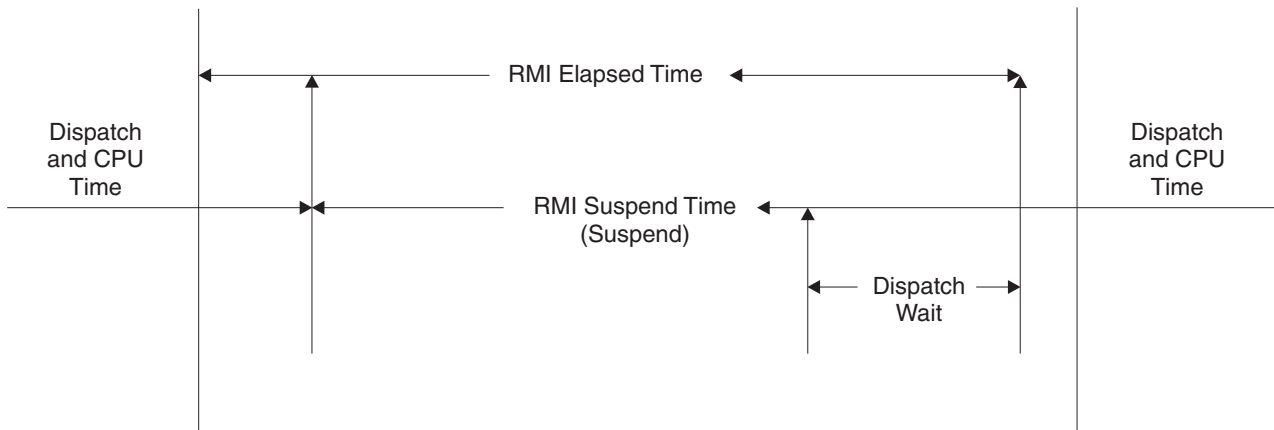 RMI Elapsed Time
Dispatch
and CPU
Time
Dispatch
and CPU
Time
RMI Suspend Time
(Suspend)
Dispatch
Wait